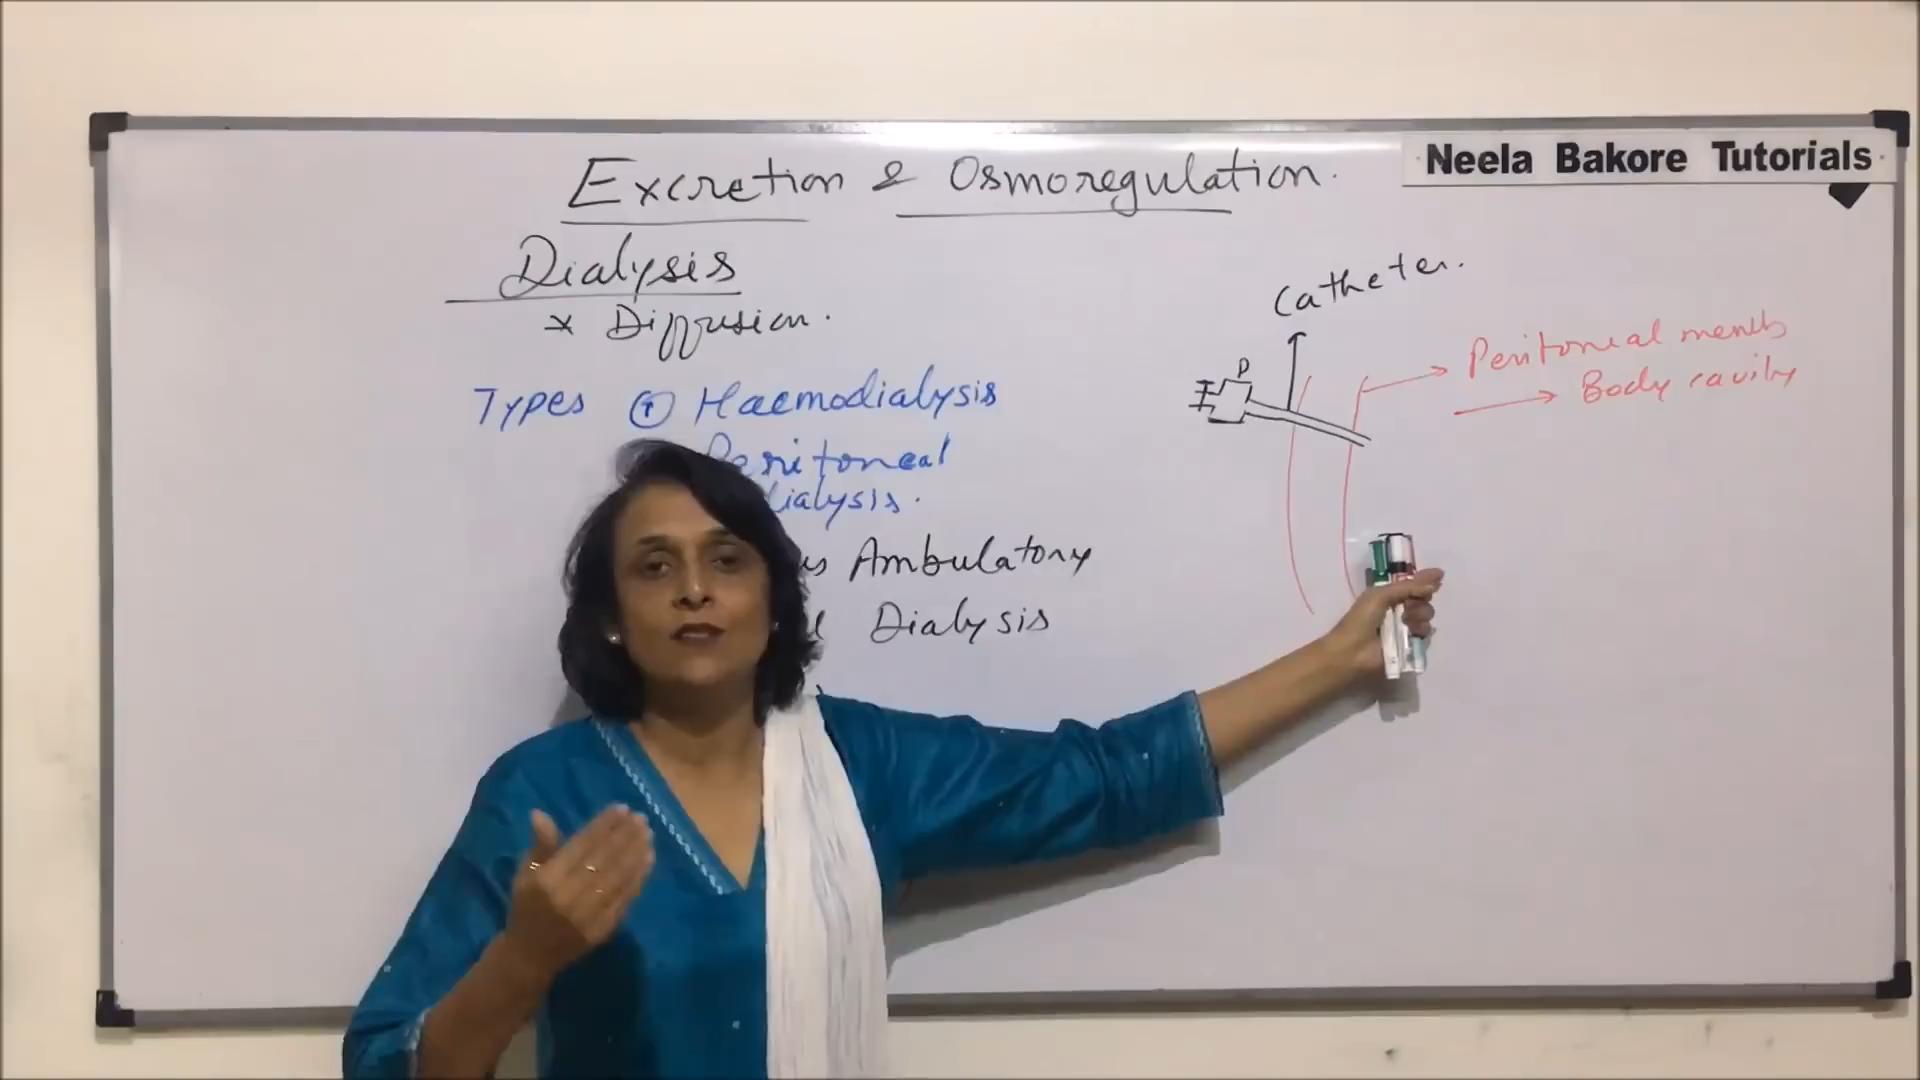 Neela Bakore Tutorials
Excretion & Osmoregulation.
Dialysis
* Diffusion.
Types ① Haemodialysis
Peritoneal
dialysis.
Ambulatory
Dialysis
Catheter.
P
Peritoneal memb
→ Body cavity